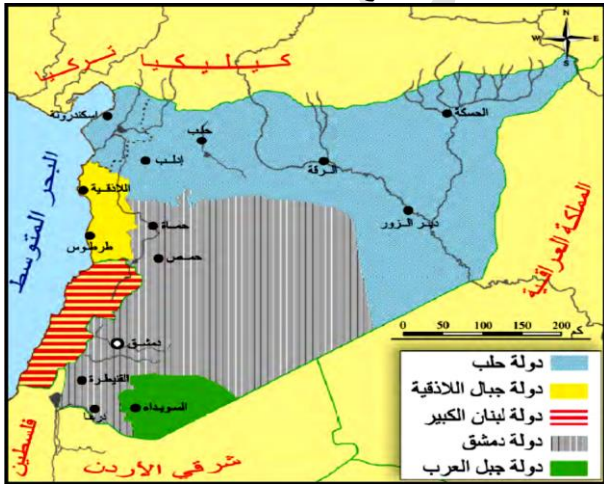 تركيا
كيليكيا
N
W
E
S
اسكندرونة
حلب
إدلب
الحسكة
الرقة
دير الزور
البحر المتوسط
اللاذقية
طرطوس
حماة
حمص
المملكة العراقية
دمشق
القنيطرة
درعا
السويداء
فلسطين
شرقي الأردن
كم
0 50 100 150 200
دولة حلب
دولة جبال اللاذقية
دولة لبنان الكبير
دولة دمشق
دولة جبل العرب